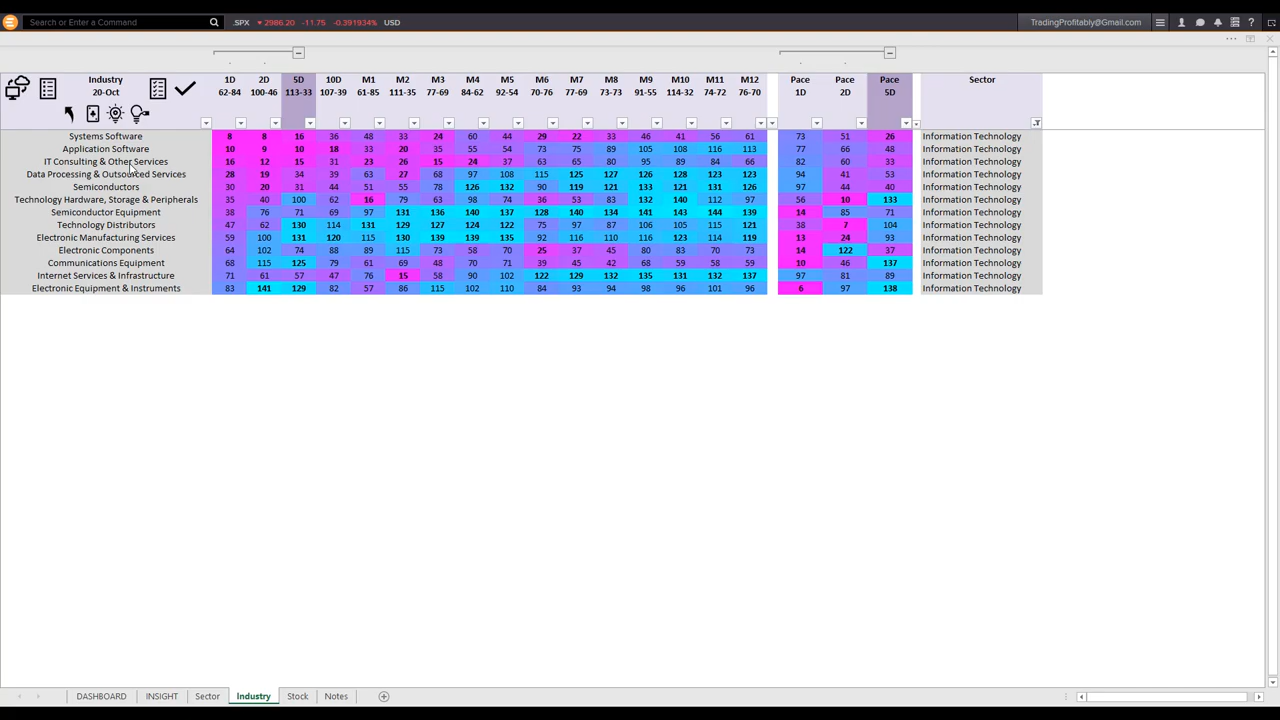 Search or Enter a Command .SPX 2986.20 -11.75 -0.391934% USD TradingProfitably@Gmail.com
Industry 1D 2D 5D 10D M1 M2 M3 M4 M5 M6 M7 M8 M9 M10 M11 M12 Pace Pace Pace Sector
20-Oct 62-84 100-46 113-33 107-39 61-85 111-35 77-69 84-62 92-54 70-76 77-69 73-73 91-55 114-32 74-72 76-70 1D 2D 5D
Systems Software 8 8 16 36 48 33 24 60 44 29 22 33 46 41 56 61 73 51 26 Information Technology
Application Software 10 9 10 18 33 20 35 55 54 73 75 89 105 108 116 113 77 66 48 Information Technology
IT Consulting & Other Services 16 12 15 31 23 26 15 24 37 63 65 80 95 89 84 66 82 60 33 Information Technology
Data Processing & Outsourced Services 28 19 34 39 63 27 68 97 108 115 125 127 126 128 123 123 94 41 53 Information Technology
Semiconductors 30 20 31 44 51 55 78 126 132 90 119 121 133 121 131 126 97 44 40 Information Technology
Technology Hardware, Storage & Peripherals 35 40 100 62 16 79 63 98 74 36 53 83 132 140 112 97 56 10 133 Information Technology
Semiconductor Equipment 38 76 71 69 97 131 136 140 137 128 140 134 141 143 144 139 14 85 71 Information Technology
Technology Distributors 47 62 130 114 131 129 127 124 122 75 97 87 92 105 115 121 38 7 104 Information Technology
Electronic Manufacturing Services 59 100 131 120 115 130 139 139 135 92 116 110 116 123 114 119 13 24 93 Information Technology
Electronic Components 60 102 74 88 89 115 73 58 70 25 37 45 80 83 70 73 14 122 37 Information Technology
Communications Equipment 68 115 125 79 61 69 48 70 71 39 45 42 68 59 58 59 10 46 137 Information Technology
Internet Services & Infrastructure 71 61 57 47 76 15 58 90 102 122 129 132 135 131 132 137 97 81 89 Information Technology
Electronic Equipment & Instruments 83 141 129 82 57 86 115 102 110 84 93 94 98 96 101 96 6 97 138 Information Technology
DASHBOARD INSIGHT Sector Industry Stock Notes